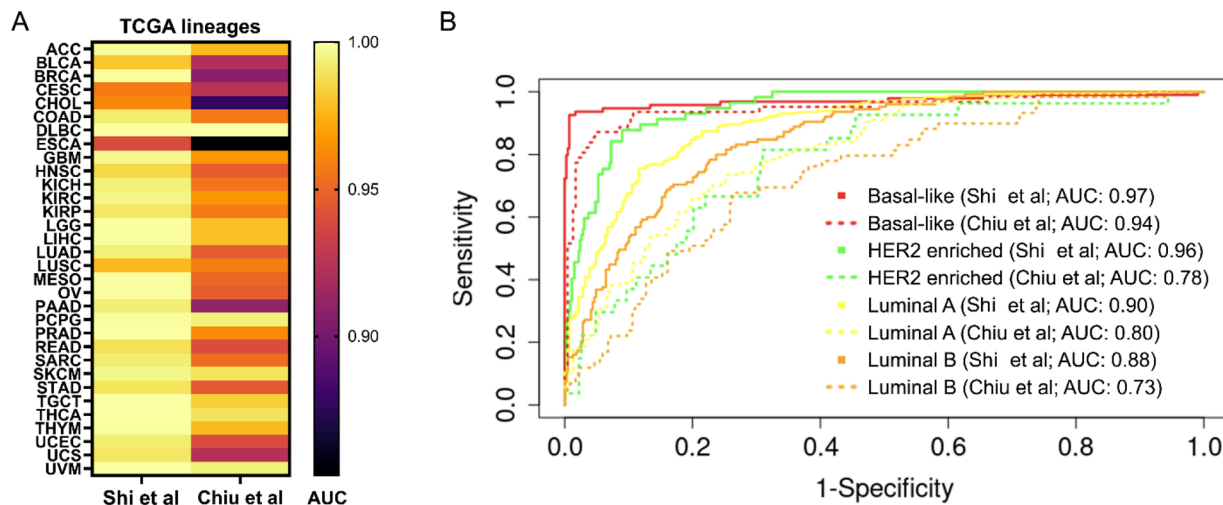 A
TCGA lineages
ACC
BLCA
BRCA
CESC
CHOL
COAD
DLBC
ESCA
GBM
HNSC
KICH
KIRC
KIRP
LGG
LIHC
LUAD
LUSC
MESO
OV
PAAD
PCPG
PRAD
READ
SARC
SKCM
STAD
TGCT
THCA
THYM
UCEC
UCS
UVM
Shi et al
Chiu et al
1.00
0.95
0.90
AUC
B
Sensitivity
1.0
0.8
0.6
0.4
0.2
0.0
Basal-like (Shi et al; AUC: 0.97)
Basal-like (Chiu et al; AUC: 0.94)
HER2 enriched (Shi et al; AUC: 0.96)
HER2 enriched (Chiu et al; AUC: 0.78)
Luminal A (Shi et al; AUC: 0.90)
Luminal A (Chiu et al; AUC: 0.80)
Luminal B (Shi et al; AUC: 0.88)
Luminal B (Chiu et al; AUC: 0.73)
0.0 0.2 0.4 0.6 0.8 1.0
1-Specificity